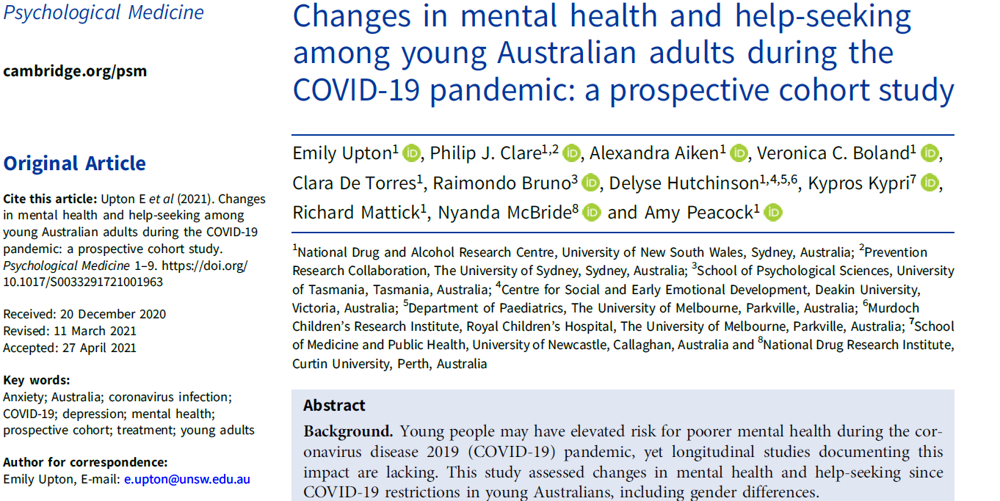 Psychological Medicine
cambridge.org/psm
Original Article
Cite this article: Upton E et al (2021). Changes
in mental health and help-seeking among
young Australian adults during the COVID-19
pandemic: a prospective cohort study.
Psychological Medicine 1–9. https://doi.org/
10.1017/S0033291721001963
Received: 20 December 2020
Revised: 11 March 2021
Accepted: 27 April 2021
Key words:
Anxiety; Australia; coronavirus infection;
COVID-19; depression; mental health;
prospective cohort; treatment; young adults
Author for correspondence:
Emily Upton, E-mail: e.upton@unsw.edu.au
Changes in mental health and help-seeking
among young Australian adults during the
COVID-19 pandemic: a prospective cohort study
Emily Upton¹ iD, Philip J. Clare¹,² iD, Alexandra Aiken¹ iD, Veronica C. Boland¹ iD,
Clara De Torres¹, Raimondo Bruno³ iD, Delyse Hutchinson¹,⁴,⁵,⁶, Kypros Kypri⁷ iD,
Richard Mattick¹, Nyanda McBride⁸ iD and Amy Peacock¹ iD
¹National Drug and Alcohol Research Centre, University of New South Wales, Sydney, Australia; ²Prevention
Research Collaboration, The University of Sydney, Sydney, Australia; ³School of Psychological Sciences, University
of Tasmania, Tasmania, Australia; ⁴Centre for Social and Early Emotional Development, Deakin University,
Victoria, Australia; ⁵Department of Paediatrics, The University of Melbourne, Parkville, Australia; ⁶Murdoch
Children's Research Institute, Royal Children's Hospital, The University of Melbourne, Parkville, Australia; ⁷School
of Medicine and Public Health, University of Newcastle, Callaghan, Australia and ⁸National Drug Research Institute,
Curtin University, Perth, Australia
Abstract
Background. Young people may have elevated risk for poorer mental health during the cor-
onavirus disease 2019 (COVID-19) pandemic, yet longitudinal studies documenting this
impact are lacking. This study assessed changes in mental health and help-seeking since
COVID-19 restrictions in young Australians, including gender differences.